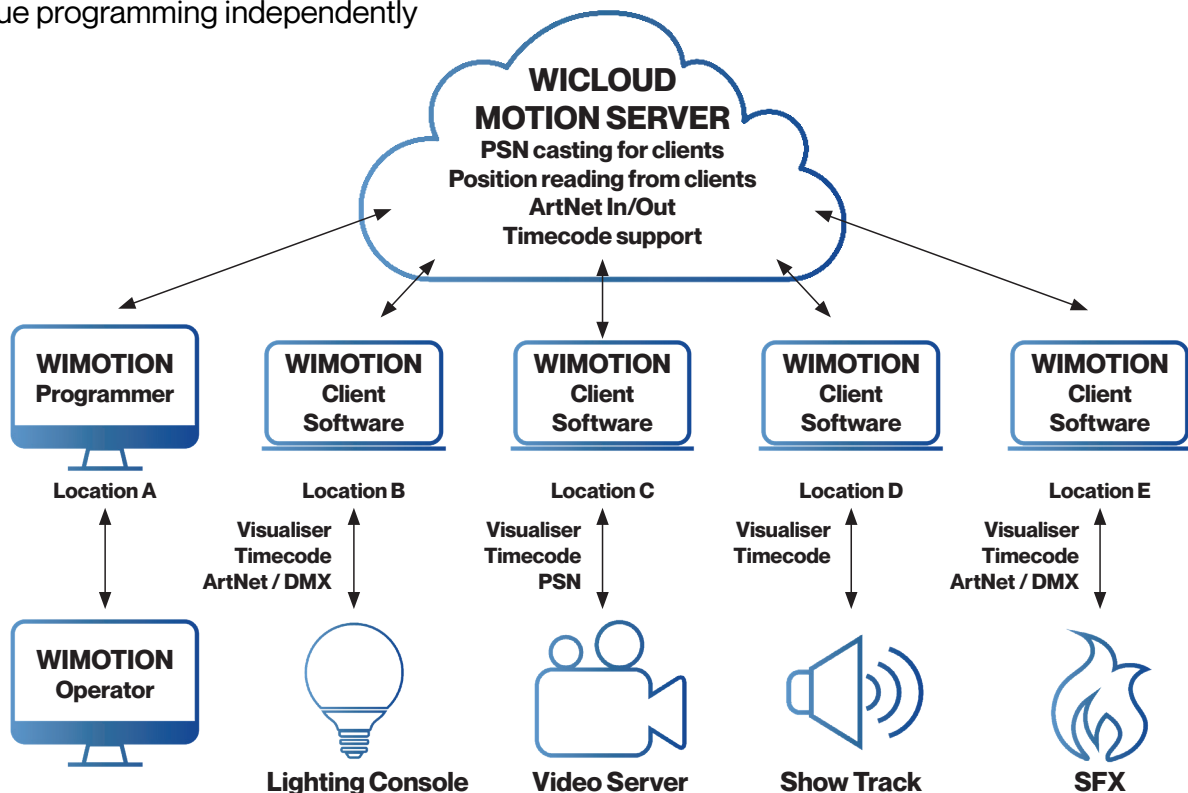 ue programming independently
WICLOUD
MOTION SERVER
PSN casting for clients
Position reading from clients
ArtNet In/Out
Timecode support
WIMOTION
Programmer
WIMOTION
Client
Software
WIMOTION
Client
Software
WIMOTION
Client
Software
WIMOTION
Client
Software
Location A
Location B
Location C
Location D
Location E
Visualiser
Timecode
ArtNet / DMX
Visualiser
Timecode
PSN
Visualiser
Timecode
Visualiser
Timecode
ArtNet / DMX
WIMOTION
Operator
Lighting Console
Video Server
Show Track
SFX